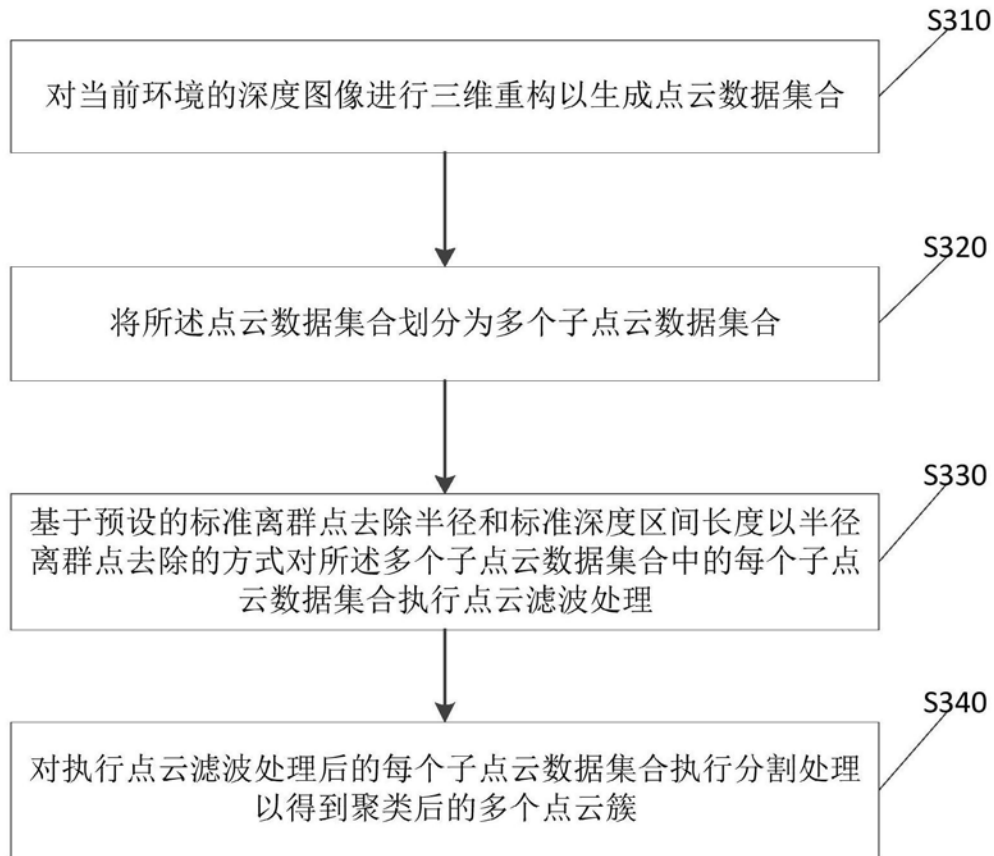 S310
对当前环境的深度图像进行三维重构以生成点云数据集合
S320
将所述点云数据集合划分为多个子点云数据集合
S330
基于预设的标准离群点去除半径和标准深度区间长度以半径
离群点去除的方式对所述多个子点云数据集合中的每个子点
云数据集合执行点云滤波处理
S340
对执行点云滤波处理后的每个子点云数据集合执行分割处理
以得到聚类后的多个点云簇